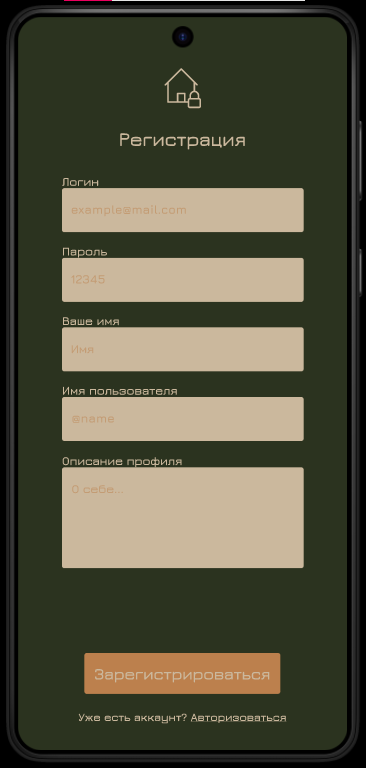 Регистрация
Логин
example@mail.com
Пароль
12345
Ваше имя
Имя
Имя пользователя
@name
Описание профиля
О себе...
Зарегистрироваться
Уже есть аккаунт? Авторизоваться